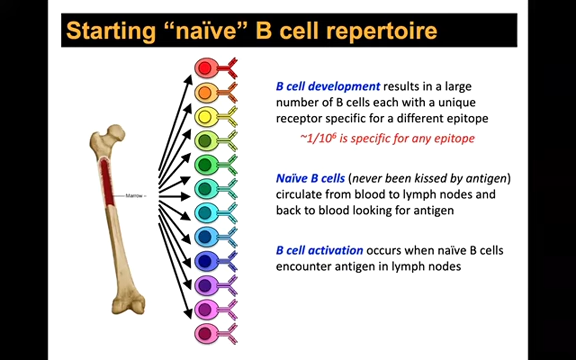 Starting “naïve” B cell repertoire
Marrow
B cell development results in a large
number of B cells each with a unique
receptor specific for a different epitope
~1/10⁶ is specific for any epitope
Naïve B cells (never been kissed by antigen)
circulate from blood to lymph nodes and
back to blood looking for antigen
B cell activation occurs when naïve B cells
encounter antigen in lymph nodes